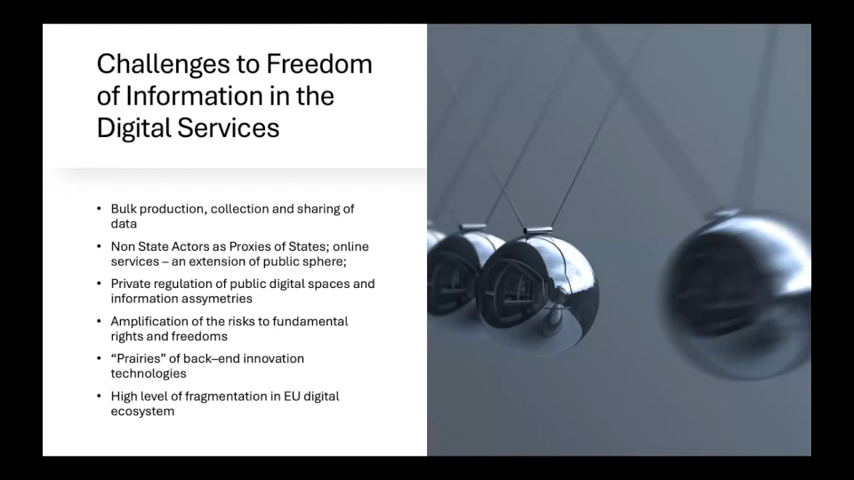 Challenges to Freedom
of Information in the
Digital Services
• Bulk production, collection and sharing of
data
• Non State Actors as Proxies of States; online
services – an extension of public sphere;
• Private regulation of public digital spaces and
information assymetries
• Amplification of the risks to fundamental
rights and freedoms
• “Prairies” of back–end innovation
technologies
• High level of fragmentation in EU digital
ecosystem